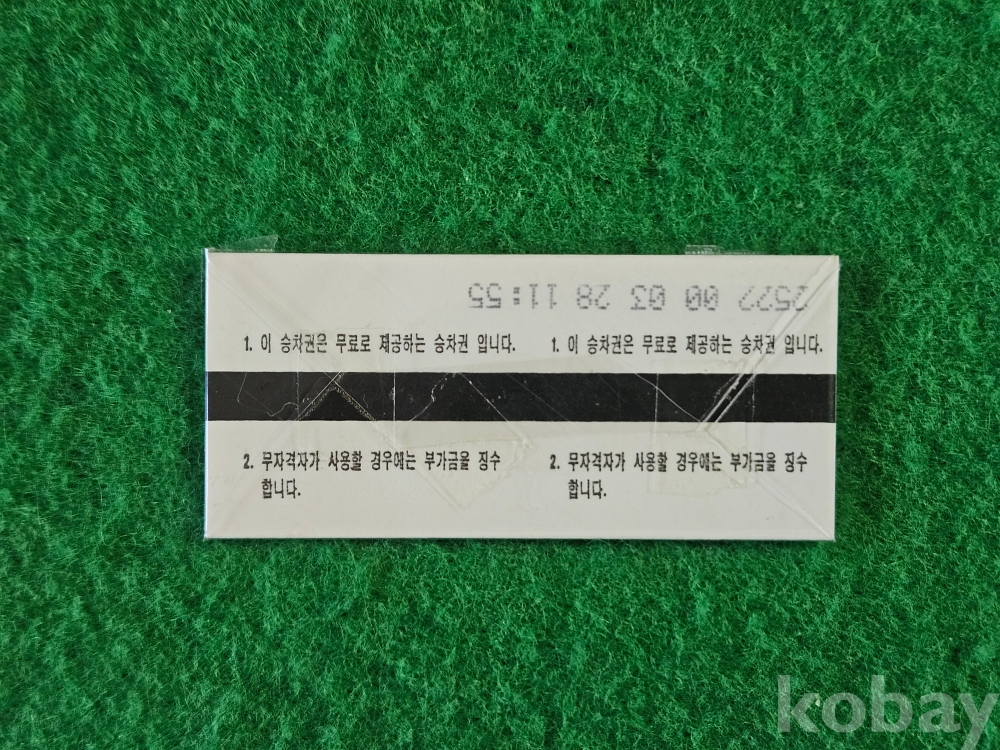 00 03 28 11:55
1. 이 승차권은 무료로 제공하는 승차권 입니다. 1. 이 승차권은 무료로 제공하는 승차권 입니다.
2. 무자격자가 사용할 경우에는 부가금을 징수 2. 무자격자가 사용할 경우에는 부가금을 징수
합니다. 합니다.
kobay